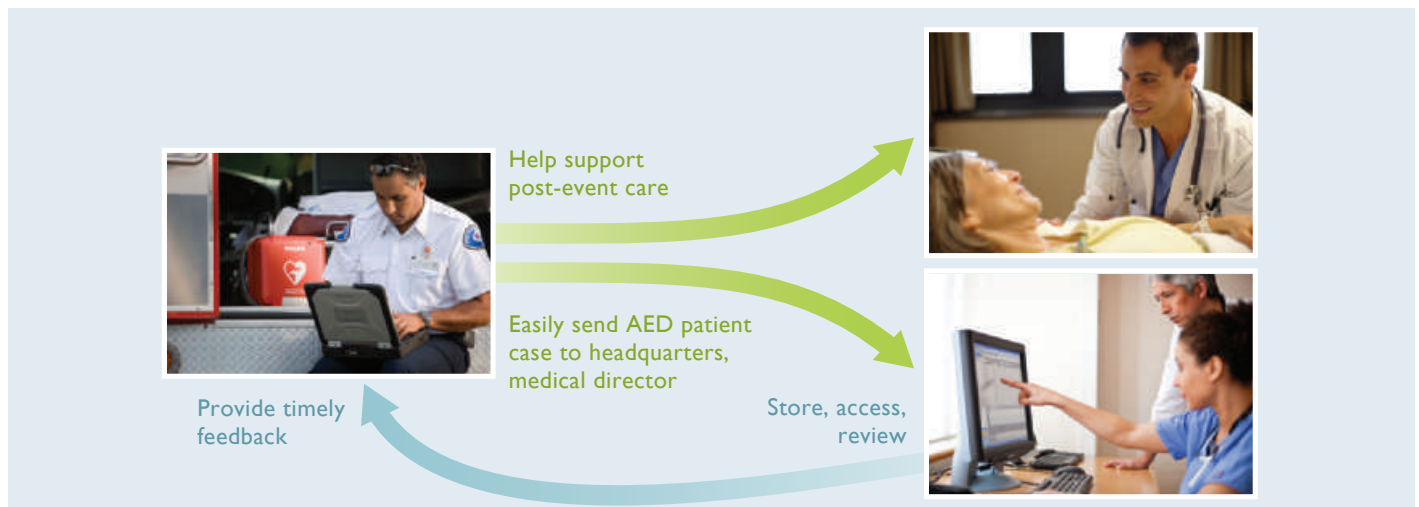 Help support
post-event care
PHILIPS
Easily send AED patient
case to headquarters,
medical director
Provide timely
feedback
Store, access,
review